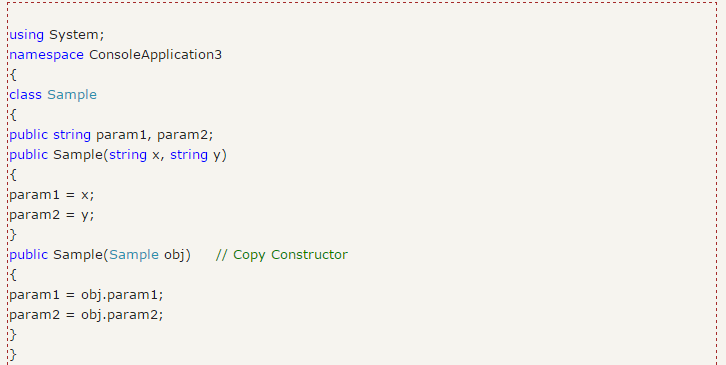 using System;
namespace ConsoleApplication3
{
class Sample
{
public string param1, param2;
public Sample(string x, string y)
{
param1 = x;
param2 = y;
}
public Sample(Sample obj)     // Copy Constructor
{
param1 = obj.param1;
param2 = obj.param2;
}
}